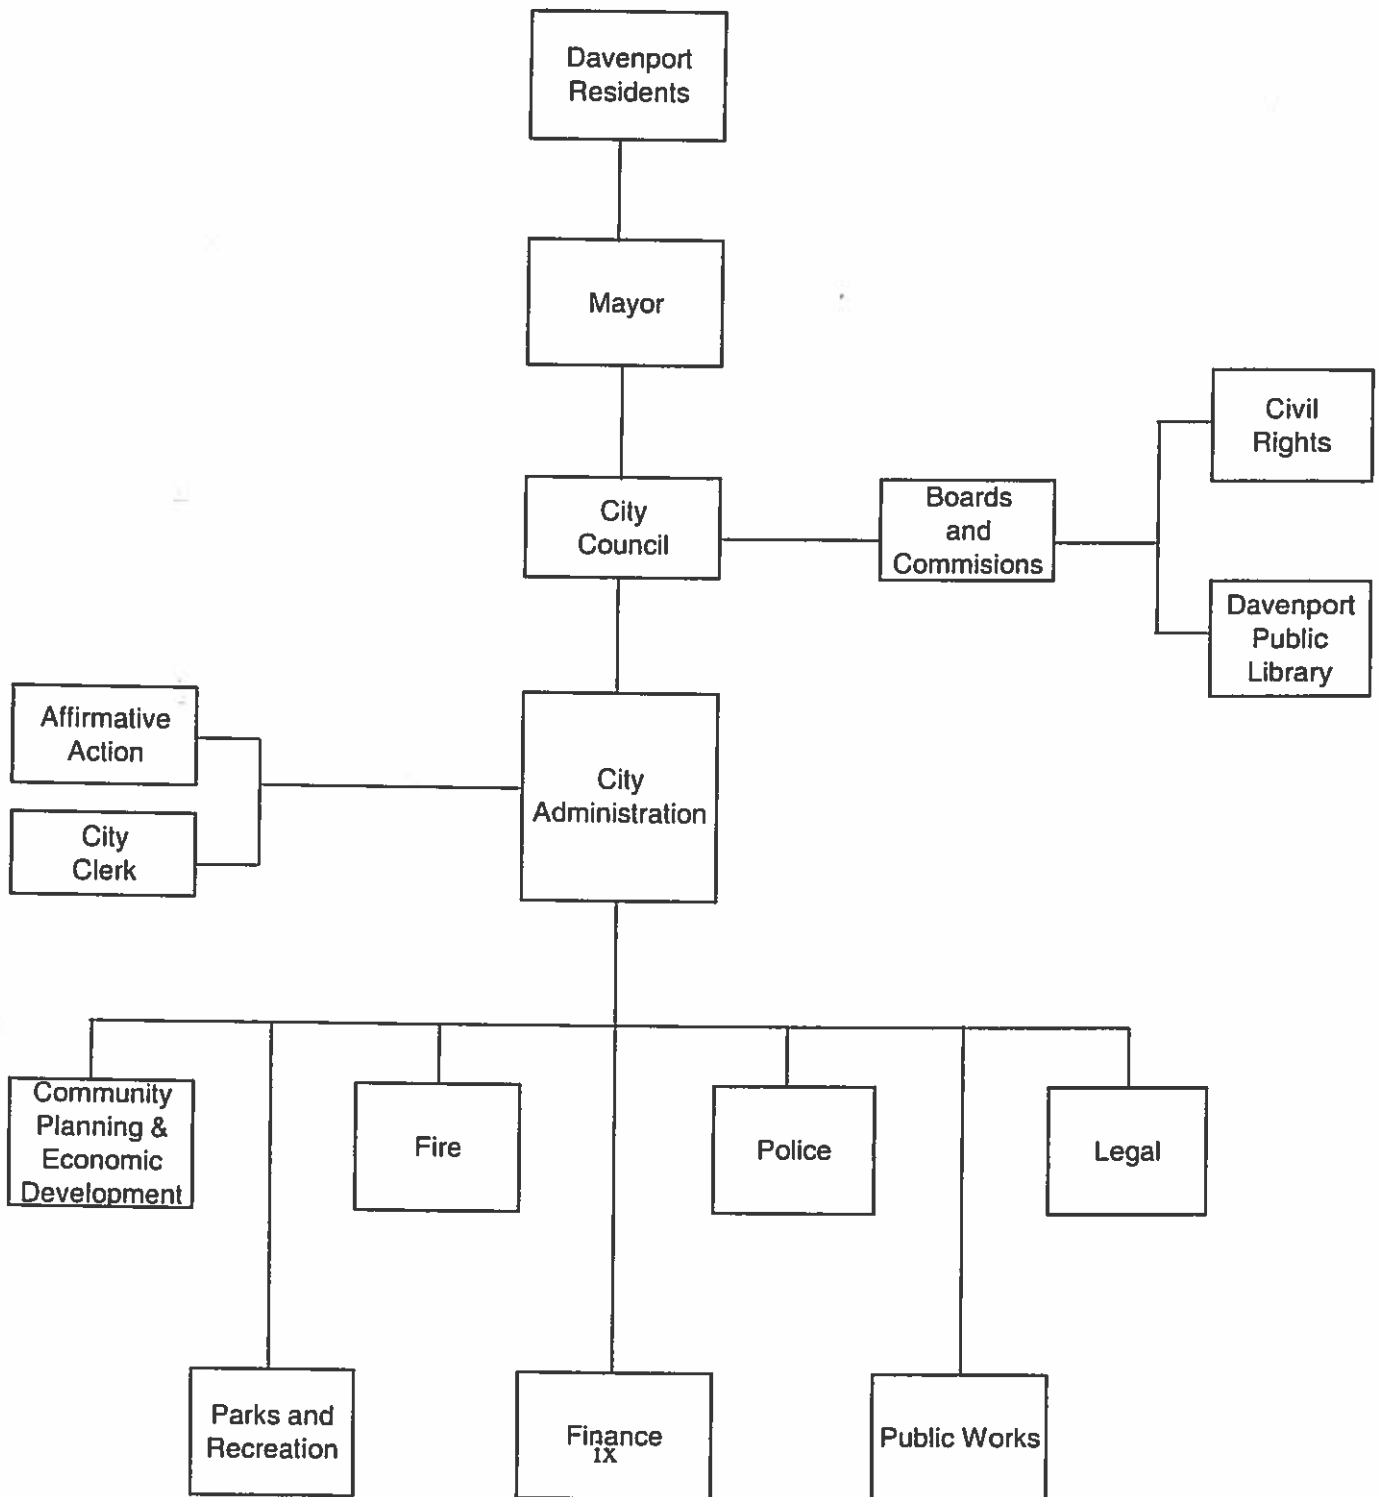 Davenport
Residents
Mayor
Civil
Rights
City
Council
Boards
and
Commisions
Davenport
Public
Library
Affirmative
Action
City
Administration
City
Clerk
Community
Planning &
Economic
Development
Fire
Police
Legal
Parks and
Recreation
Finance
ix
Public Works